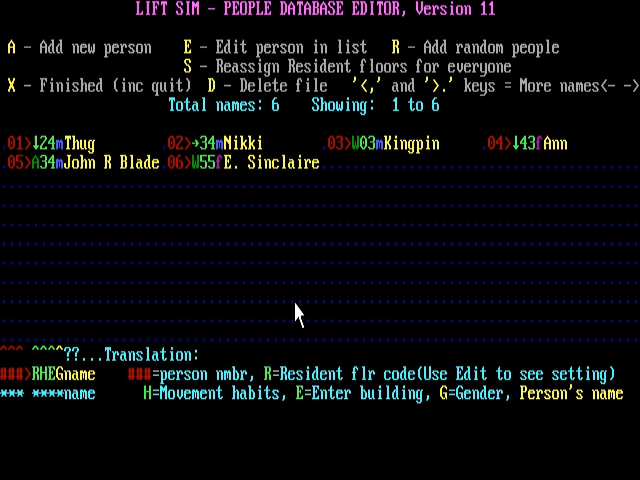 LIFT SIM - PEOPLE DATABASE EDITOR, Version 11
A - Add new person E - Edit person in list R - Add random people
S - Reassign Resident floors for everyone
X - Finished (inc quit) D - Delete file '<,' and '>.' keys = More names<- ->
Total names: 6 Showing: 1 to 6
01>↓24mThug 02>→34mNikki 03>W03mKingpin 04>↓43fAnn
05>A34mJohn R Blade 06>W55fE. Sinclaire
^^^ ^^^^??...Translation:
###>RHEGname ###=person nmbr, R=Resident flr code(Use Edit to see setting)
*** ****name H=Movement habits, E=Enter building, G=Gender, Person's name